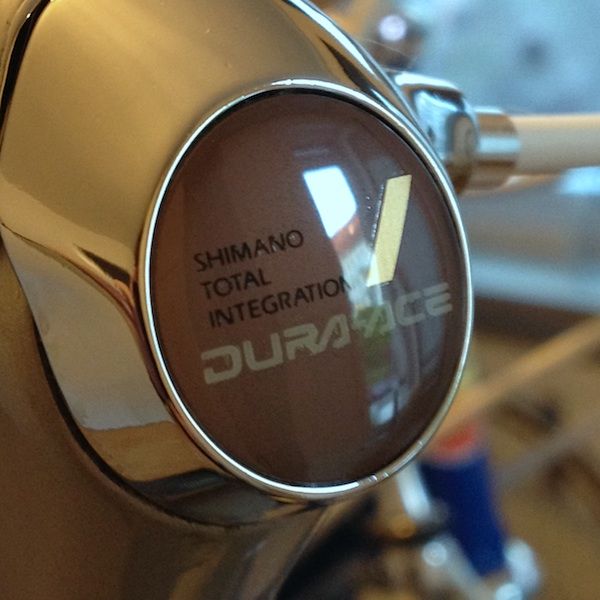 SHIMANO
TOTAL
INTEGRATION
DURA-ACE